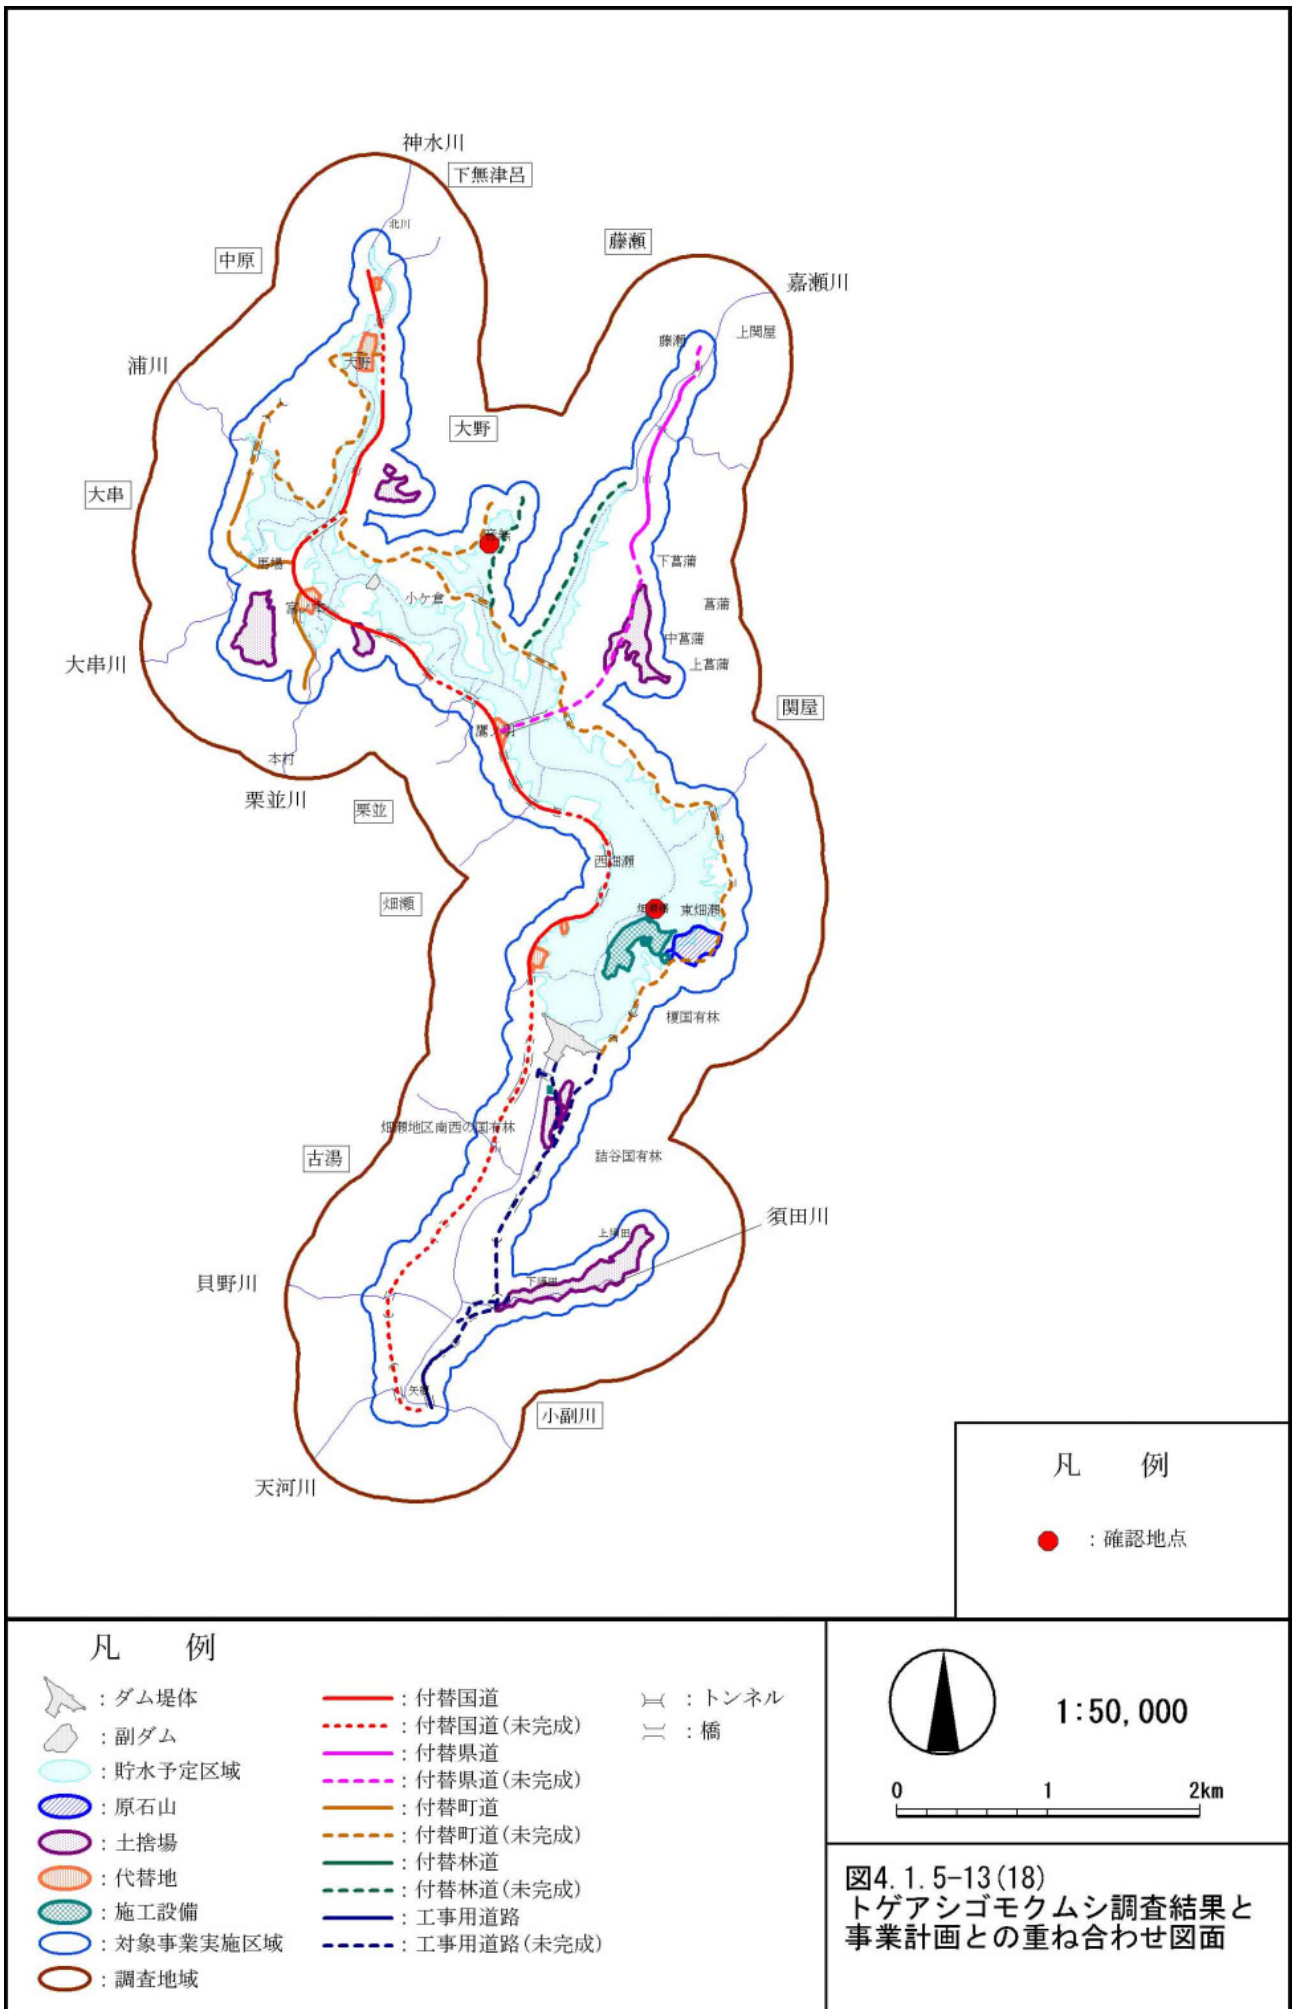 神水川
下無津呂
北川
藤瀬
中原
嘉瀬川
上関屋
藤瀬
浦川
天野
大野
大串
音無
馬場
下菖蒲
小ケ倉
菖蒲
中菖蒲
大串川
上菖蒲
関屋
本村
栗並川
栗並
西畑瀬
畑瀬
東畑瀬
榎国有林
畑瀬地区南西の国有林
古湯
詰谷国有林
須田川
上須田
貝野川
下須田
小副川
天河川
凡 例
：確認地点
凡 例
：ダム堤体
：副ダム
：貯水予定区域
：原石山
：土捨場
：代替地
：施工設備
：対象事業実施区域
：調査地域
：付替国道
：付替国道(未完成)
：付替県道
：付替県道(未完成)
：付替町道
：付替町道(未完成)
：付替林道
：付替林道(未完成)
：工事用道路
：工事用道路(未完成)
：トンネル
：橋
1:50,000
0 1 2km
図4.1.5-13(18)
トゲアシゴモクムシ調査結果と
事業計画との重ね合わせ図面